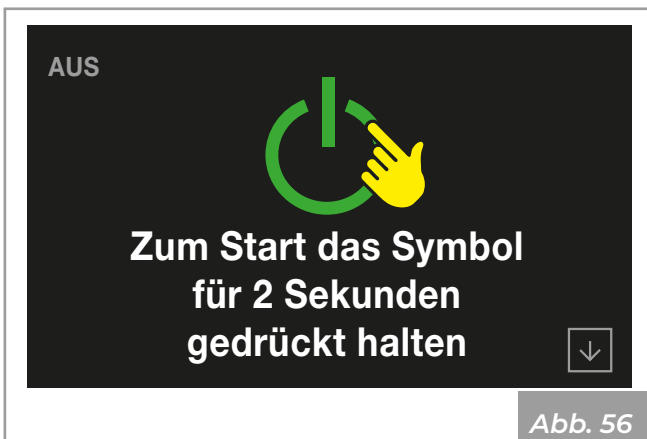 AUS
Zum Start das Symbol
für 2 Sekunden
gedrückt halten
Abb. 56